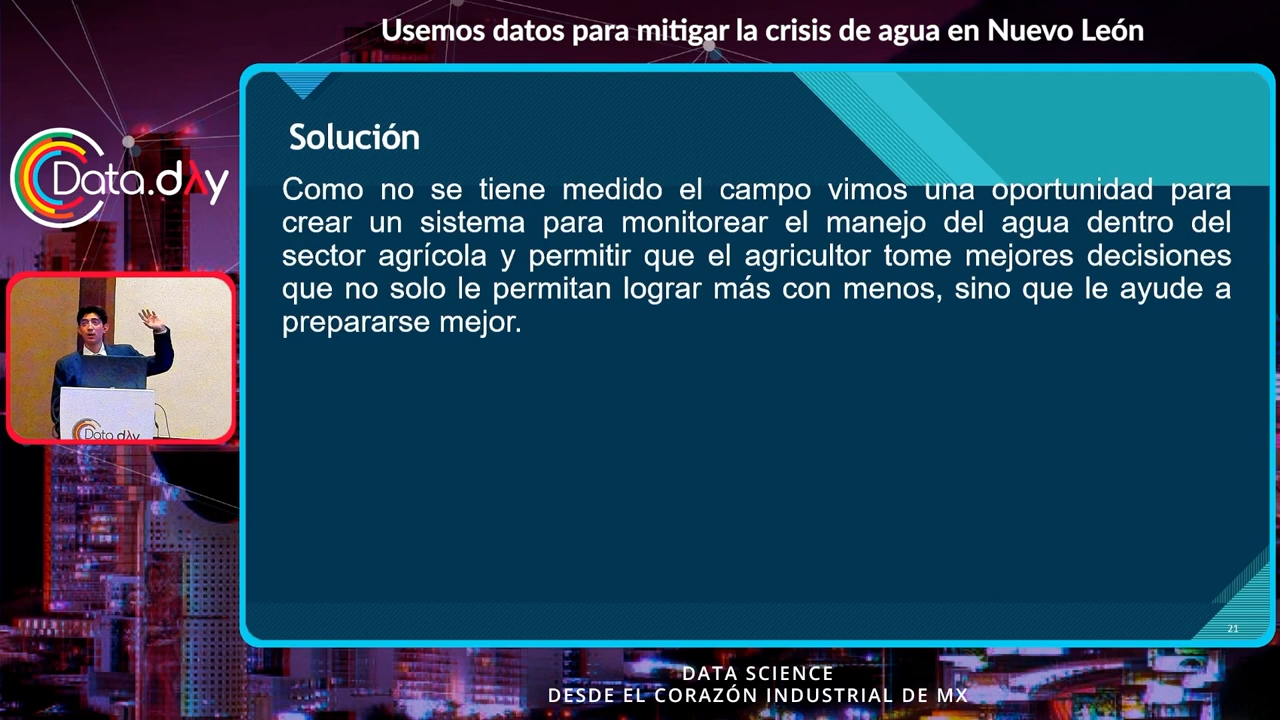 Usemos datos para mitigar la crisis de agua en Nuevo León
Data.dλy
Solución
Como no se tiene medido el campo vimos una oportunidad para
crear un sistema para monitorear el manejo del agua dentro del
sector agrícola y permitir que el agricultor tome mejores decisiones
que no solo le permitan lograr más con menos, sino que le ayude a
prepararse mejor.
Data.dλy
21
DATA SCIENCE
DESDE EL CORAZÓN INDUSTRIAL DE MX